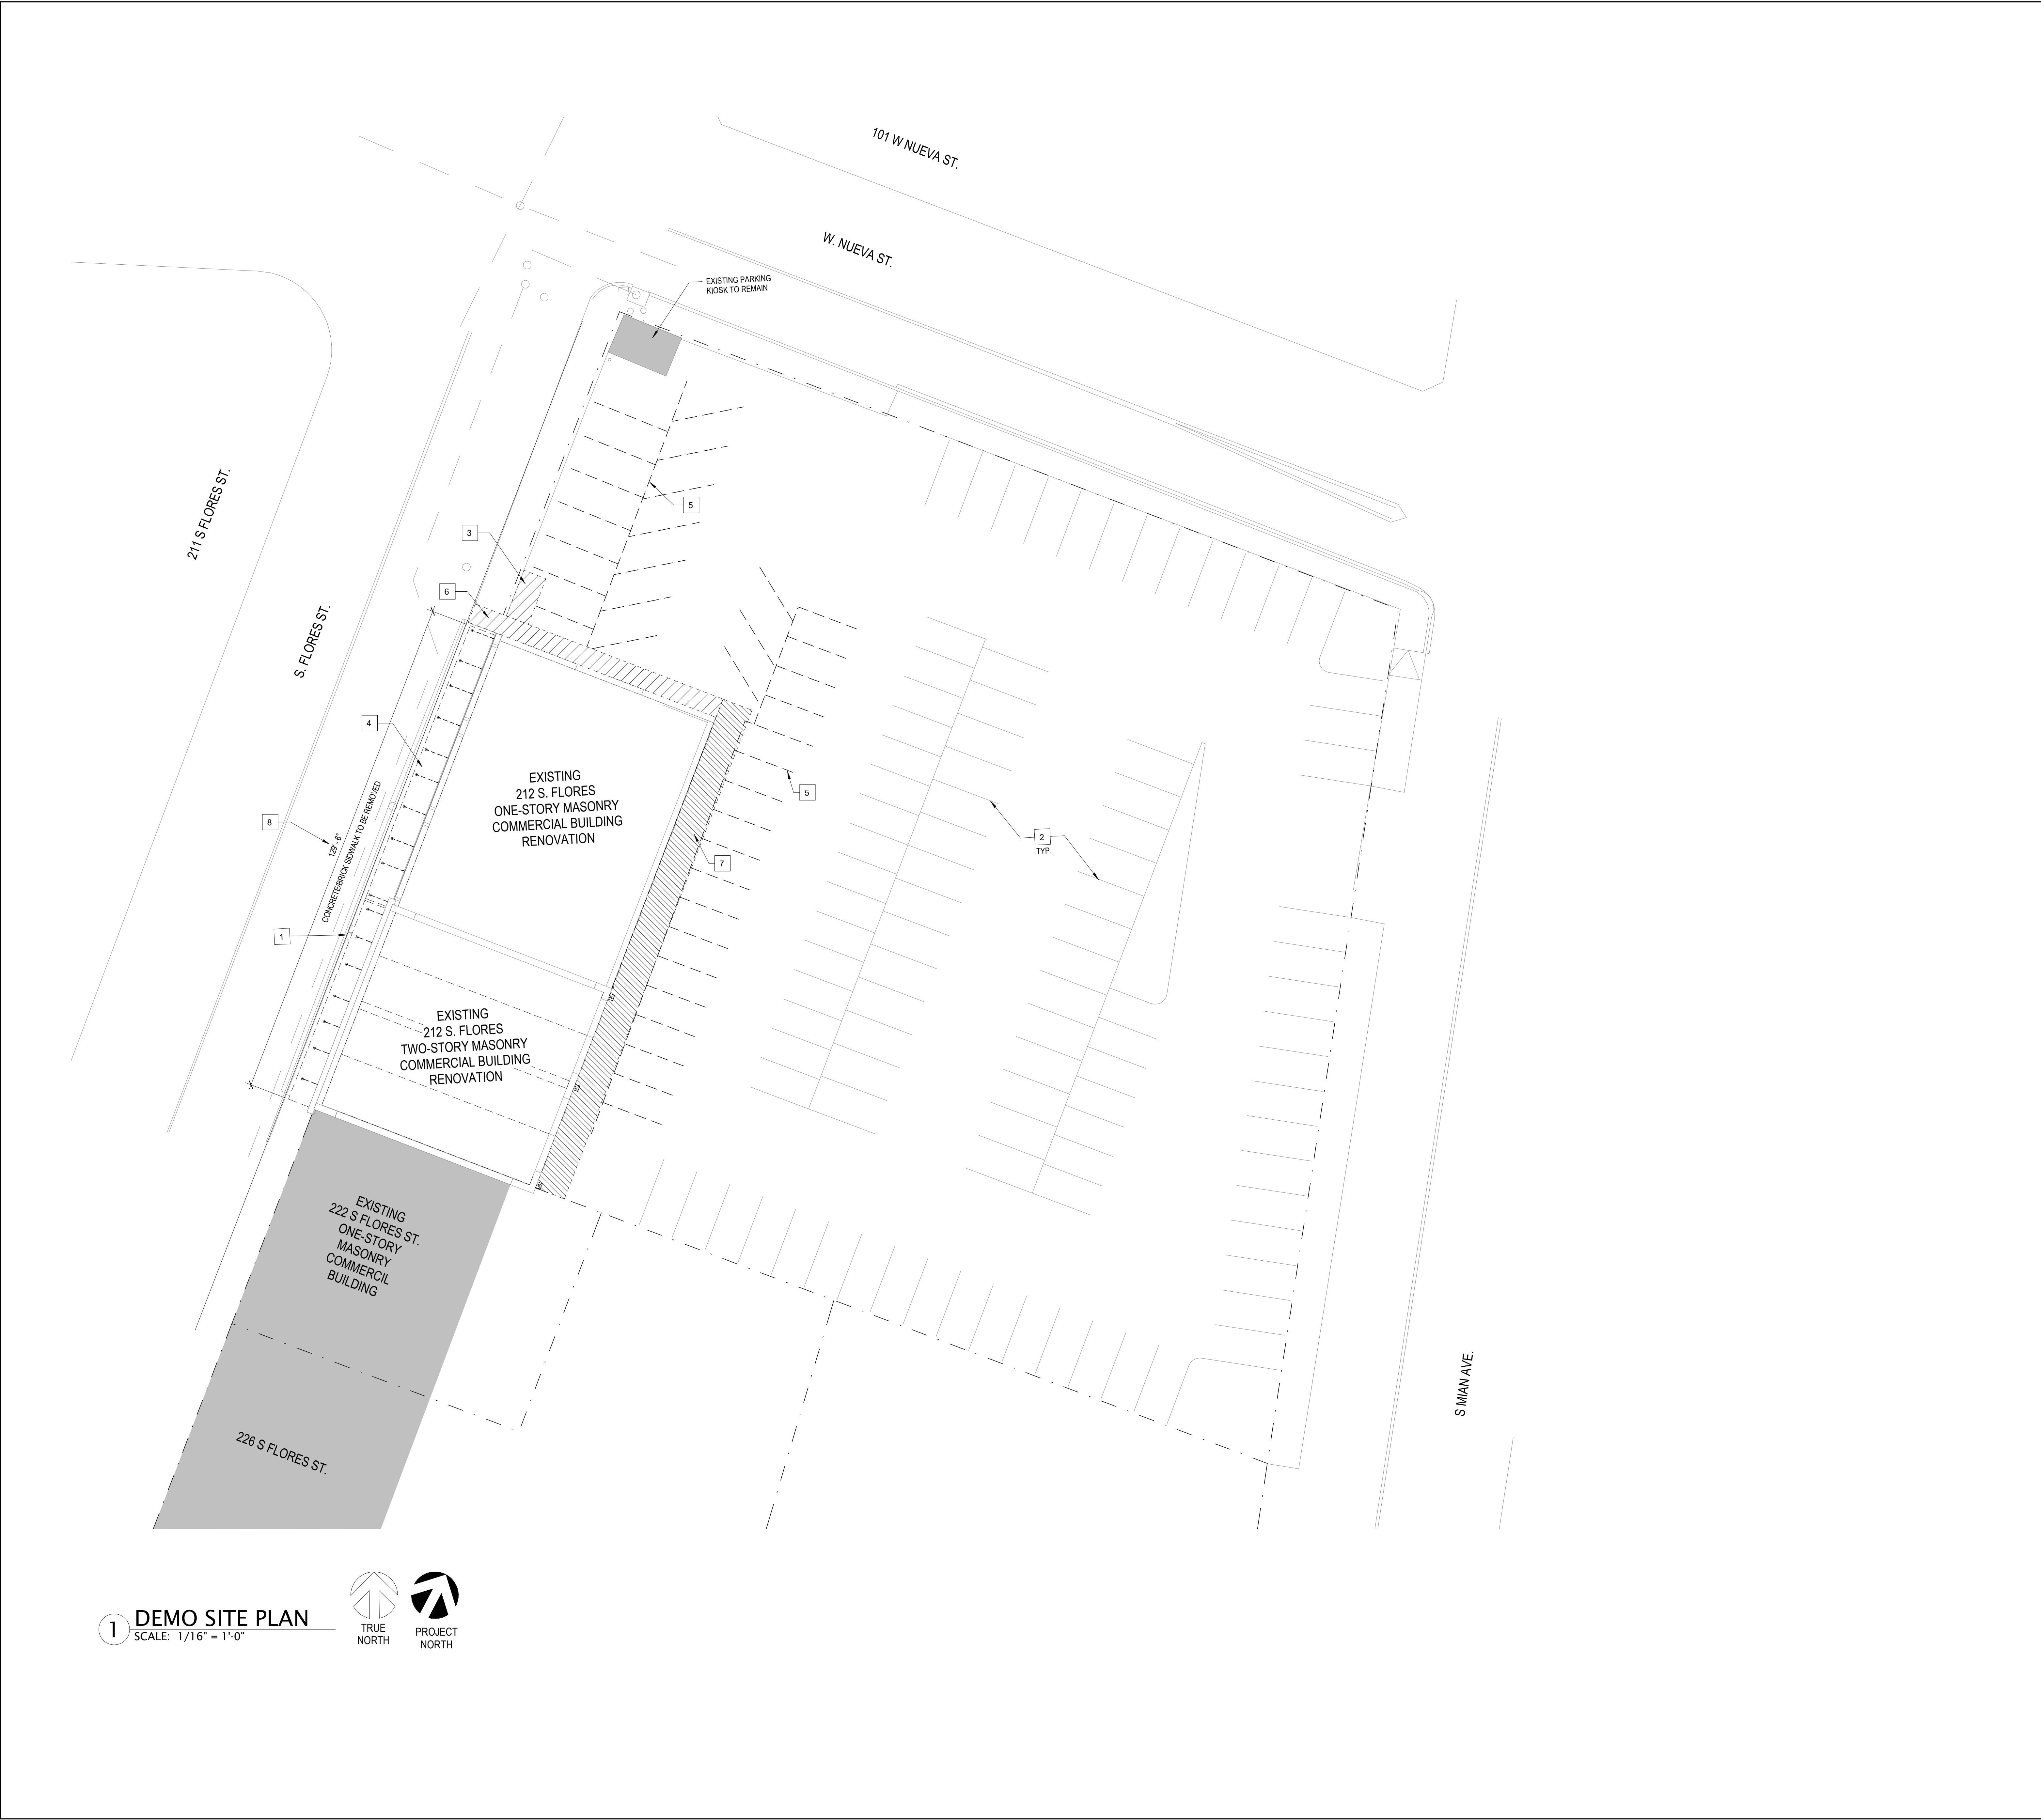 101 W NUEVA ST.
W. NUEVA ST.
EXISTING PARKING
KIOSK TO REMAIN
211 S FLORES ST.
S. FLORES ST.
5
3
6
4
8
129' - 6"
CONCRETE/BRICK SIDWALK TO BE REMOVED
1
EXISTING
212 S. FLORES
ONE-STORY MASONRY
COMMERCIAL BUILDING
RENOVATION
5
7
2
TYP.
EXISTING
212 S. FLORES
TWO-STORY MASONRY
COMMERCIAL BUILDING
RENOVATION
EXISTING
222 S FLORES ST.
ONE-STORY
MASONRY
COMMERCIL
BUILDING
226 S FLORES ST.
S MIAN AVE.
1
DEMO SITE PLAN
SCALE: 1/16" = 1'-0"
TRUE
NORTH
PROJECT
NORTH